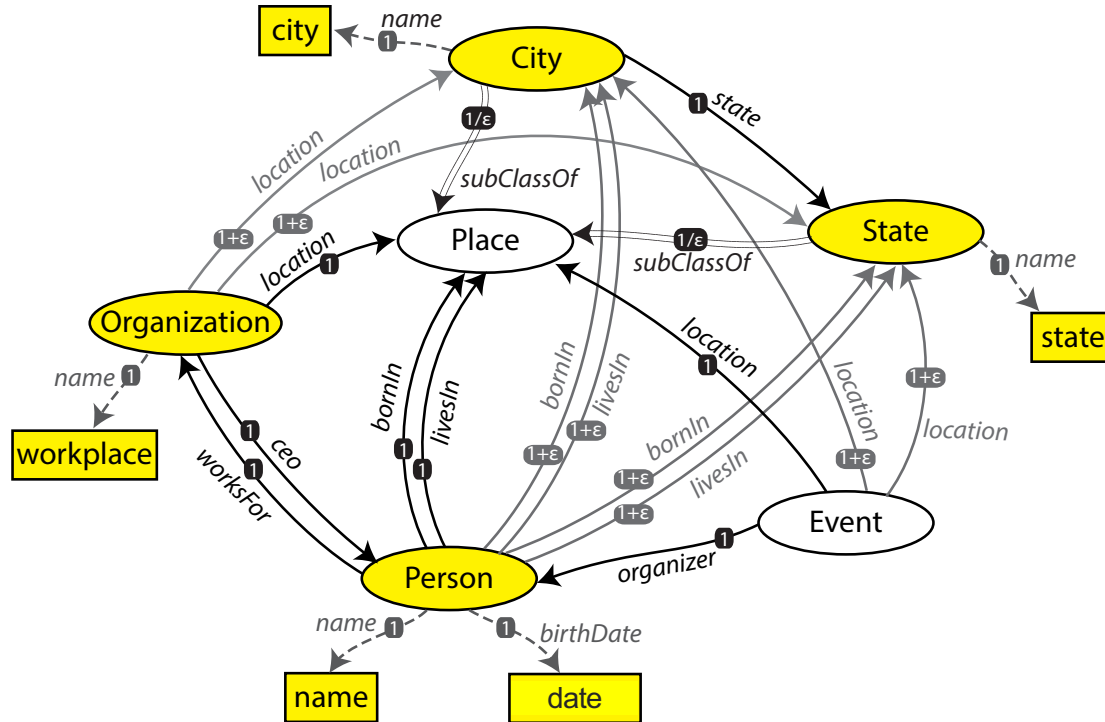 name
1
city
City
1
state
1/ε
location
location
subClassOf
1+ε
1+ε
Place
1/ε
subClassOf
State
location
1
1
name
Organization
state
name
1
bornIn
livesIn
bornIn
livesIn
location
1
location
1+ε
location
workplace
1
ceo
1
worksFor
1
1
1+ε
1+ε
bornIn
livesIn
1+ε
1+ε
1+ε
Event
1
organizer
Person
name
1
1
birthDate
name
date